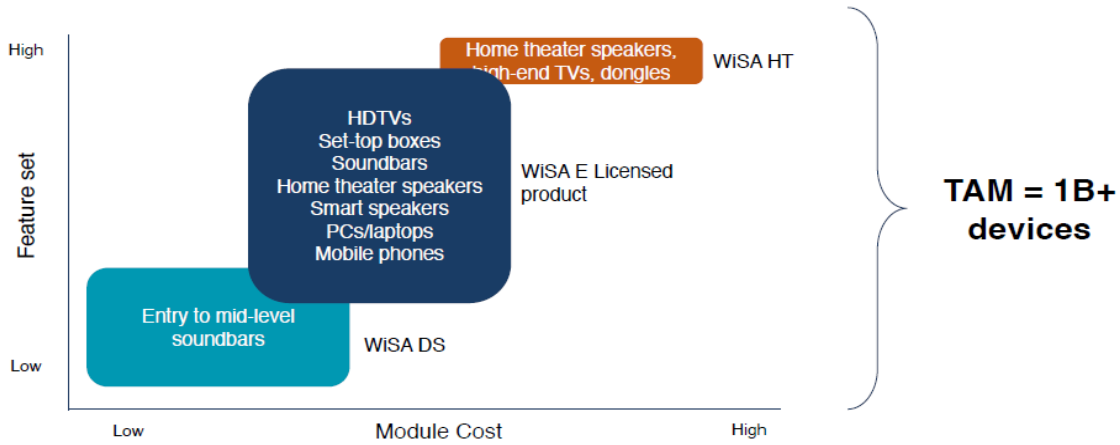 High
Home theater speakers,
high-end TVs, dongles
WiSA HT
HDTVs
Set-top boxes
Soundbars
Home theater speakers
Smart speakers
PCs/laptops
Mobile phones
WiSA E Licensed
product
Feature set
TAM = 1B+
devices
Entry to mid-level
soundbars
WiSA DS
Low
Low
Module Cost
High